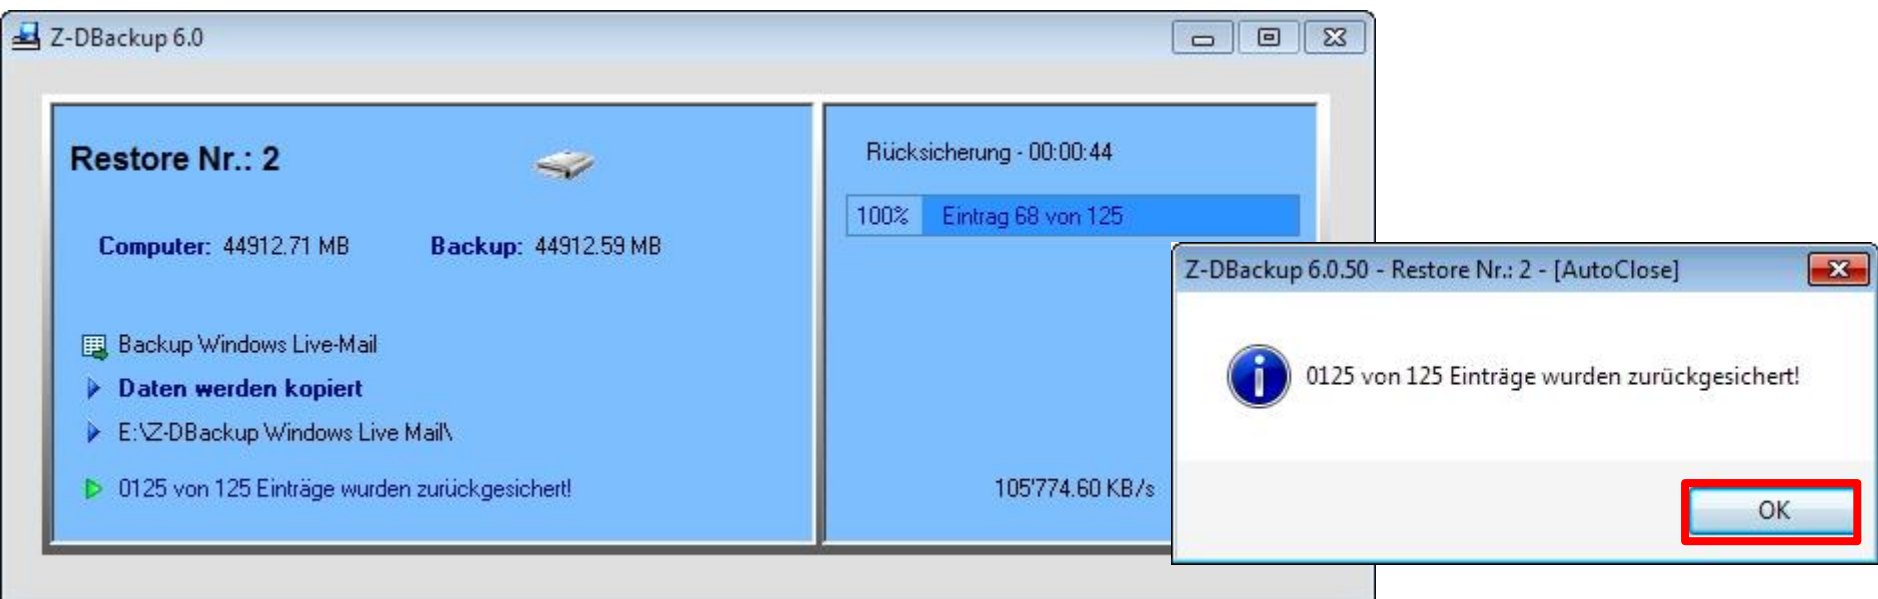 Z-DBackup 6.0
Restore Nr.: 2
Computer: 44912.71 MB Backup: 44912.59 MB
Backup Windows Live-Mail
Daten werden kopiert
E:\Z-DBackup Windows Live Mail\
0125 von 125 Einträge wurden zurückgesichert!
Rücksicherung - 00:00:44
100% Eintrag 68 von 125
105'774.60 KB/s
Z-DBackup 6.0.50 - Restore Nr.: 2 - [AutoClose]
0125 von 125 Einträge wurden zurückgesichert!
OK